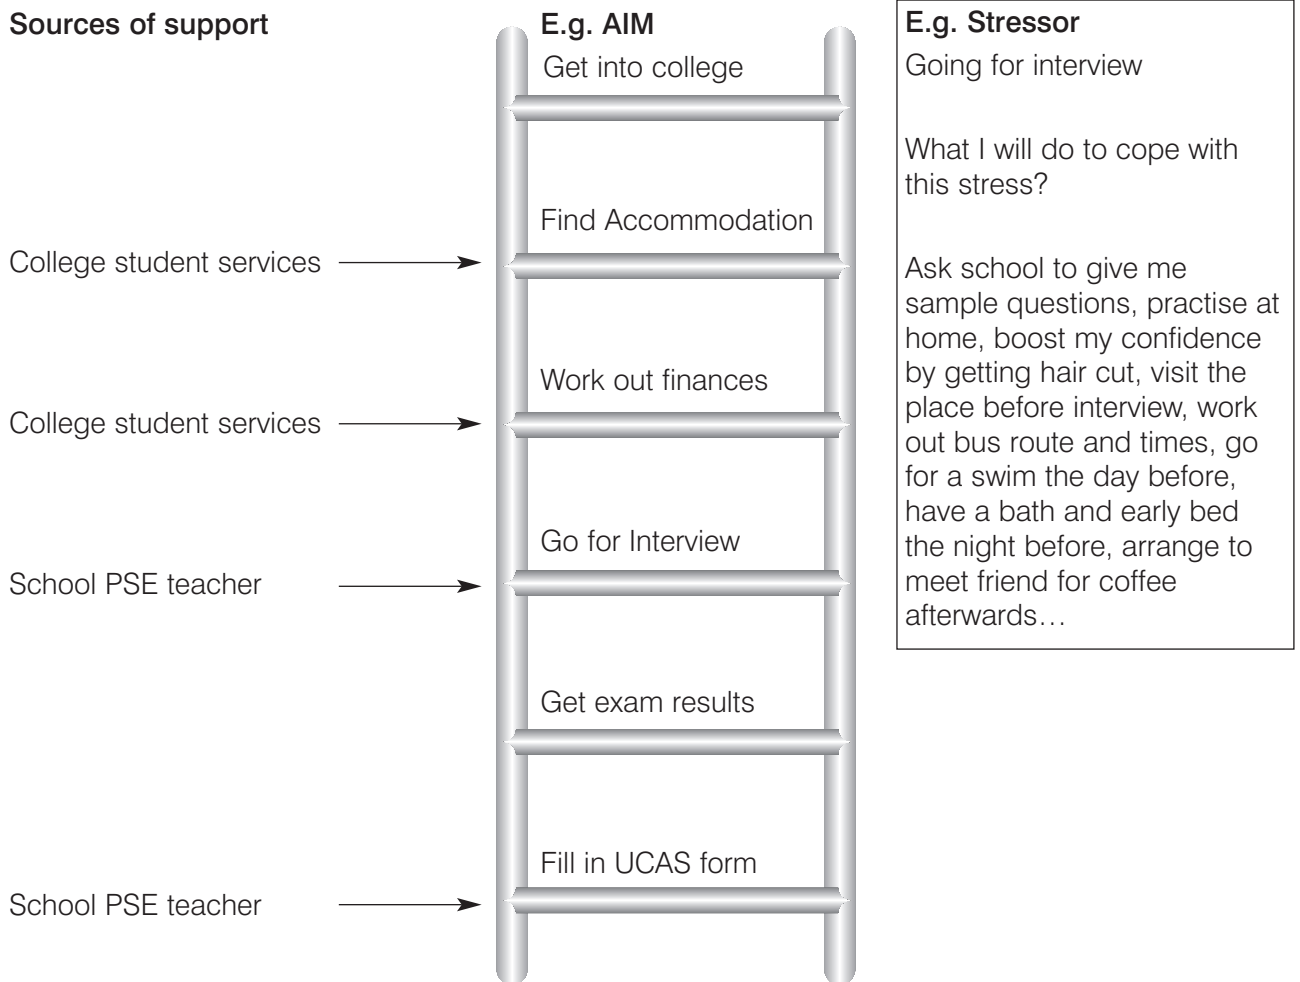 Sources of support
E.g. AIM
Get into college
Find Accommodation
College student services
Work out finances
College student services
Go for Interview
School PSE teacher
Get exam results
Fill in UCAS form
School PSE teacher
E.g. Stressor
Going for interview
What I will do to cope with
this stress?
Ask school to give me
sample questions, practise at
home, boost my confidence
by getting hair cut, visit the
place before interview, work
out bus route and times, go
for a swim the day before,
have a bath and early bed
the night before, arrange to
meet friend for coffee
afterwards…